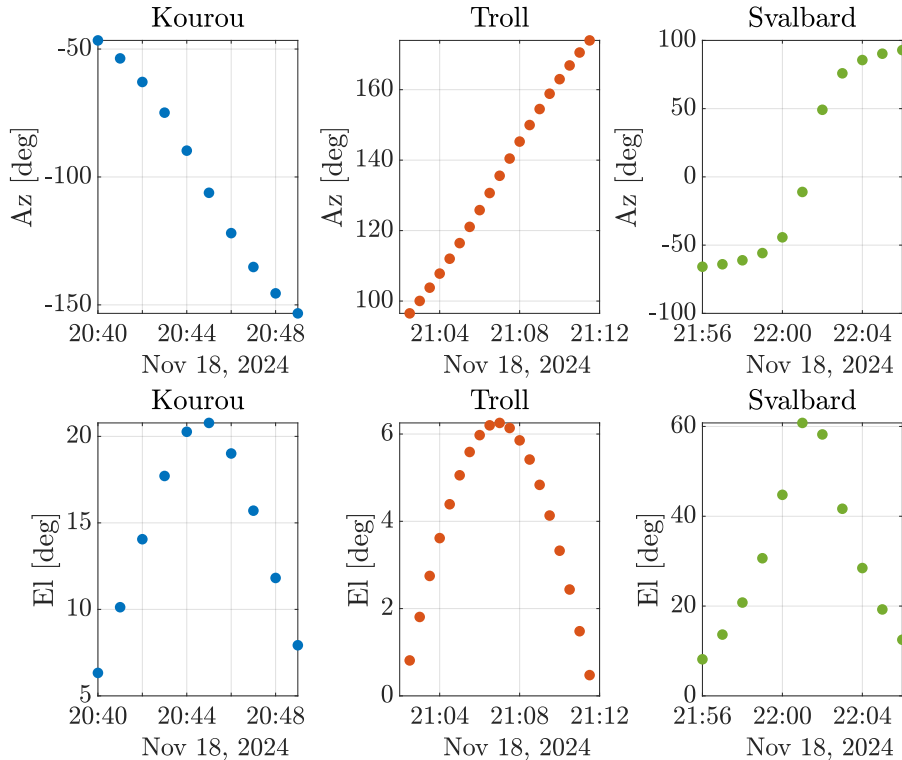 Kourou
Troll
Svalbard
Az [deg]
-50
-100
-150
20:40
20:44
20:48
Nov 18, 2024
Az [deg]
160
140
120
100
21:04
21:08
21:12
Nov 18, 2024
Az [deg]
100
50
0
-50
-100
21:56
22:00
22:04
Nov 18, 2024
Kourou
Troll
Svalbard
El [deg]
20
15
10
5
20:40
20:44
20:48
Nov 18, 2024
El [deg]
6
4
2
0
21:04
21:08
21:12
Nov 18, 2024
El [deg]
60
40
20
0
21:56
22:00
22:04
Nov 18, 2024